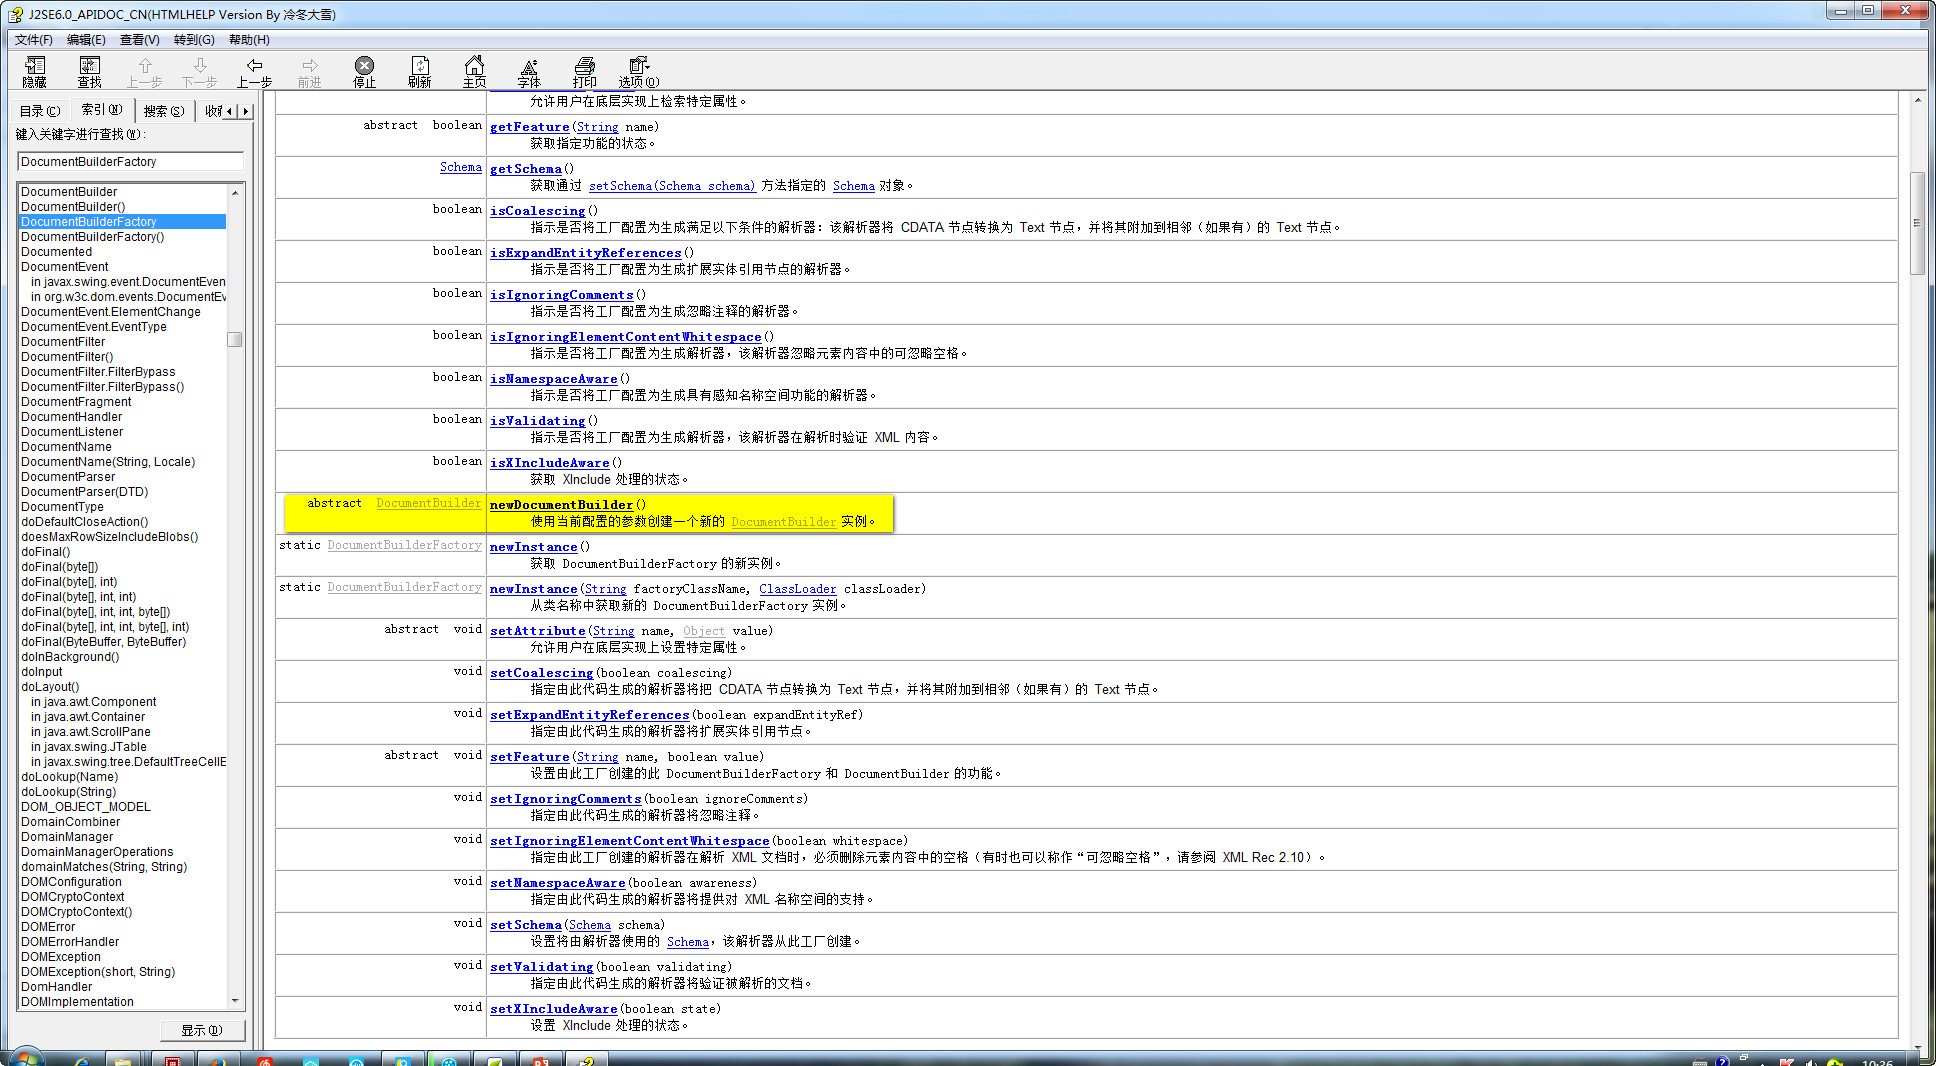 J2SE6.0_APIDOC_CN(HTMLHELP Version By 冷冬大雪)
文件(F) 编辑(E) 查看(V) 转到(G) 帮助(H)
隐藏 查找 上一步 下一步 上一步 前进 停止 刷新 主页 字体 打印 选项(O)
目录(C) 索引(N) 搜索(S)
键入关键字进行查找(W):
DocumentBuilderFactory
DocumentBuilder
DocumentBuilder()
DocumentBuilderFactory
DocumentBuilderFactory()
Documented
DocumentEvent
in javax.swing.event.DocumentEven
in org.w3c.dom.events.DocumentEv
DocumentEvent.ElementChange
DocumentEvent.EventType
DocumentFilter
DocumentFilter()
DocumentFilter.FilterBypass
DocumentFilter.FilterBypass()
DocumentFragment
DocumentHandler
DocumentListener
DocumentName
DocumentName(String, Locale)
DocumentParser
DocumentParser(DTD)
DocumentType
doDefaultCloseAction()
doesMaxRowSizeIncludeBlobs()
doFinal()
doFinal(byte[])
doFinal(byte[], int)
doFinal(byte[], int, int)
doFinal(byte[], int, int, byte[])
doFinal(byte[], int, int, byte[], int)
doFinal(ByteBuffer, ByteBuffer)
doInBackground()
doInput
doLayout()
in java.awt.Component
in java.awt.Container
in java.awt.ScrollPane
in javax.swing.JTable
in javax.swing.tree.DefaultTreeCellE
doLookup(Name)
doLookup(String)
DOM_OBJECT_MODEL
DomainCombiner
DomainManager
DomainManagerOperations
domainMatches(String, String)
DOMConfiguration
DOMCryptoContext
DOMCryptoContext()
DOMError
DOMErrorHandler
DOMException
DOMException(short, String)
DomHandler
DOMImplementation
显示(D)
允许用户在底层实现上检索特定属性。
abstract boolean getFeature(String name)
获取指定功能的状态。
Schema getSchema()
获取通过 setSchema(Schema schema) 方法指定的 Schema 对象。
boolean isCoalescing()
指示是否将工厂配置为生成满足以下条件的解析器：该解析器将 CDATA 节点转换为 Text 节点，并将其附加到相邻（如果有）的 Text 节点。
boolean isExpandEntityReferences()
指示是否将工厂配置为生成扩展实体引用节点的解析器。
boolean isIgnoringComments()
指示是否将工厂配置为生成忽略注释的解析器。
boolean isIgnoringElementContentWhitespace()
指示是否将工厂配置为生成解析器，该解析器忽略元素内容中的可忽略空格。
boolean isNamespaceAware()
指示是否将工厂配置为生成具有感知名称空间功能的解析器。
boolean isValidating()
指示是否将工厂配置为生成解析器，该解析器在解析时验证 XML 内容。
boolean isXIncludeAware()
获取 XInclude 处理的状态。
abstract DocumentBuilder newDocumentBuilder()
使用当前配置的参数创建一个新的 DocumentBuilder 实例。
static DocumentBuilderFactory newInstance()
获取 DocumentBuilderFactory 的新实例。
static DocumentBuilderFactory newInstance(String factoryClassName, ClassLoader classLoader)
从类名称中获取新的 DocumentBuilderFactory 实例。
abstract void setAttribute(String name, Object value)
允许用户在底层实现上设置特定属性。
void setCoalescing(boolean coalescing)
指定由此代码生成的解析器将把 CDATA 节点转换为 Text 节点，并将其附加到相邻（如果有）的 Text 节点。
void setExpandEntityReferences(boolean expandEntityRef)
指定由此代码生成的解析器将扩展实体引用节点。
abstract void setFeature(String name, boolean value)
设置由此工厂创建的此 DocumentBuilderFactory 和 DocumentBuilder 的功能。
void setIgnoringComments(boolean ignoreComments)
指定由此代码生成的解析器将忽略注释。
void setIgnoringElementContentWhitespace(boolean whitespace)
指定由此工厂创建的解析器在解析 XML 文档时，必须删除元素内容中的空格（有时也可以称作“可忽略空格”，请参阅 XML Rec 2.10）。
void setNamespaceAware(boolean awareness)
指定由此代码生成的解析器将提供对 XML 名称空间的支持。
void setSchema(Schema schema)
设置将由解析器使用的 Schema，该解析器从此工厂创建。
void setValidating(boolean validating)
指定由此代码生成的解析器将验证被解析的文档。
void setXIncludeAware(boolean state)
设置 XInclude 处理的状态。